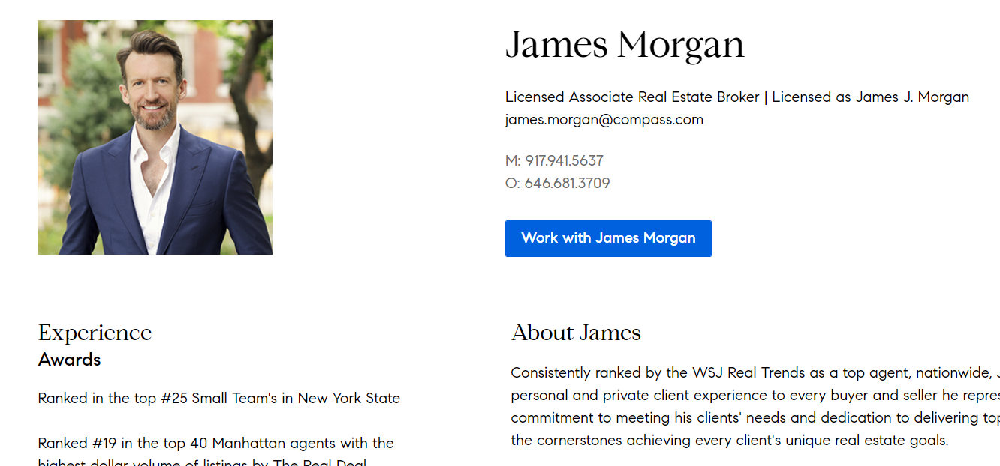 James Morgan
Licensed Associate Real Estate Broker | Licensed as James J. Morgan
james.morgan@compass.com
M: 917.941.5637
O: 646.681.3709
Work with James Morgan
Experience
Awards
Ranked in the top #25 Small Team's in New York State
Ranked #19 in the top 40 Manhattan agents with the
highest dollar volume of listings by The Real Deal
About James
Consistently ranked by the WSJ Real Trends as a top agent, nationwide,
personal and private client experience to every buyer and seller he
commitment to meeting his clients' needs and dedication to delivering
the cornerstones achieving every client's unique real estate goals.